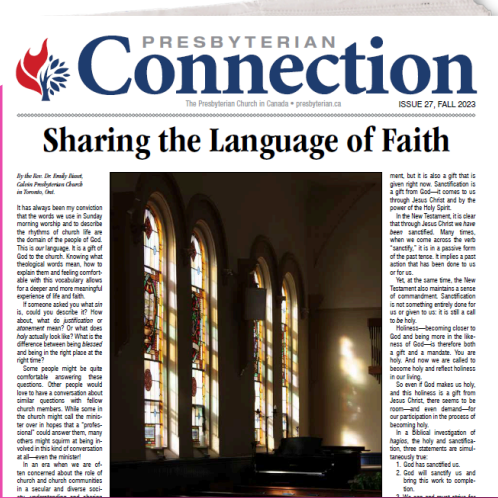 PRESBYTERIAN
Connection
The Presbyterian Church in Canada • presbyterian.ca
ISSUE 27, FALL 2023
Sharing the Language of Faith
By the Rev. Dr. Emily Bisset,
Calvin Presbyterian Church
in Toronto, Ont.
It has always been my conviction
that the words we use in Sunday
morning worship and to describe
the rhythms of church life are
the domain of the people of God.
This is our language. It is a gift of
God to the church. Knowing what
theological words mean, how to
explain them and feeling comfort-
able with this vocabulary allows
for a deeper and more meaningful
experience of life and faith.
If someone asked you what sin
is, could you describe it? How
about, what do justification or
atonement mean? Or what does
holy actually look like? What is the
difference between being blessed
and being in the right place at the
right time?
Some people might be quite
comfortable answering these
questions. Other people would
love to have a conversation about
similar questions with fellow
church members. While some in
the church might call the minis-
ter over in hopes that a "profes-
sional" could answer them, many
others might squirm at being in-
volved in this kind of conversation
at all—even the minister!
In an era when we are of-
ten concerned about the role of
church and church communities
in a secular and diverse soci-
ety, understanding and sharing
ment, but it is also a gift that is
given right now. Sanctification is
a gift from God—it comes to us
through Jesus Christ and by the
power of the Holy Spirit.
In the New Testament, it is clear
that through Jesus Christ we have
been sanctified. Many times,
when we come across the verb
"sanctify," it is in a passive form
of the past tense. It implies a past
action that has been done to us
or for us.
Yet, at the same time, the New
Testament also maintains a sense
of commandment. Sanctification
is not something entirely done for
us or given to us: it is still a call
to be holy.
Holiness—becoming closer to
God and being more in the like-
ness of God—is therefore both
a gift and a mandate. You are
holy. And now we are called to
become holy and reflect holiness
in our living.
So even if God makes us holy,
and this holiness is a gift from
Jesus Christ, there seems to be
room—and even demand—for
our participation in the process of
becoming holy.
In a Biblical investigation of
hagios, the holy and sanctifica-
tion, three statements are simul-
taneously true:
1. God has sanctified us.
2. God will sanctify us and
bring this work to comple-
tion.
3. We can and must strive for